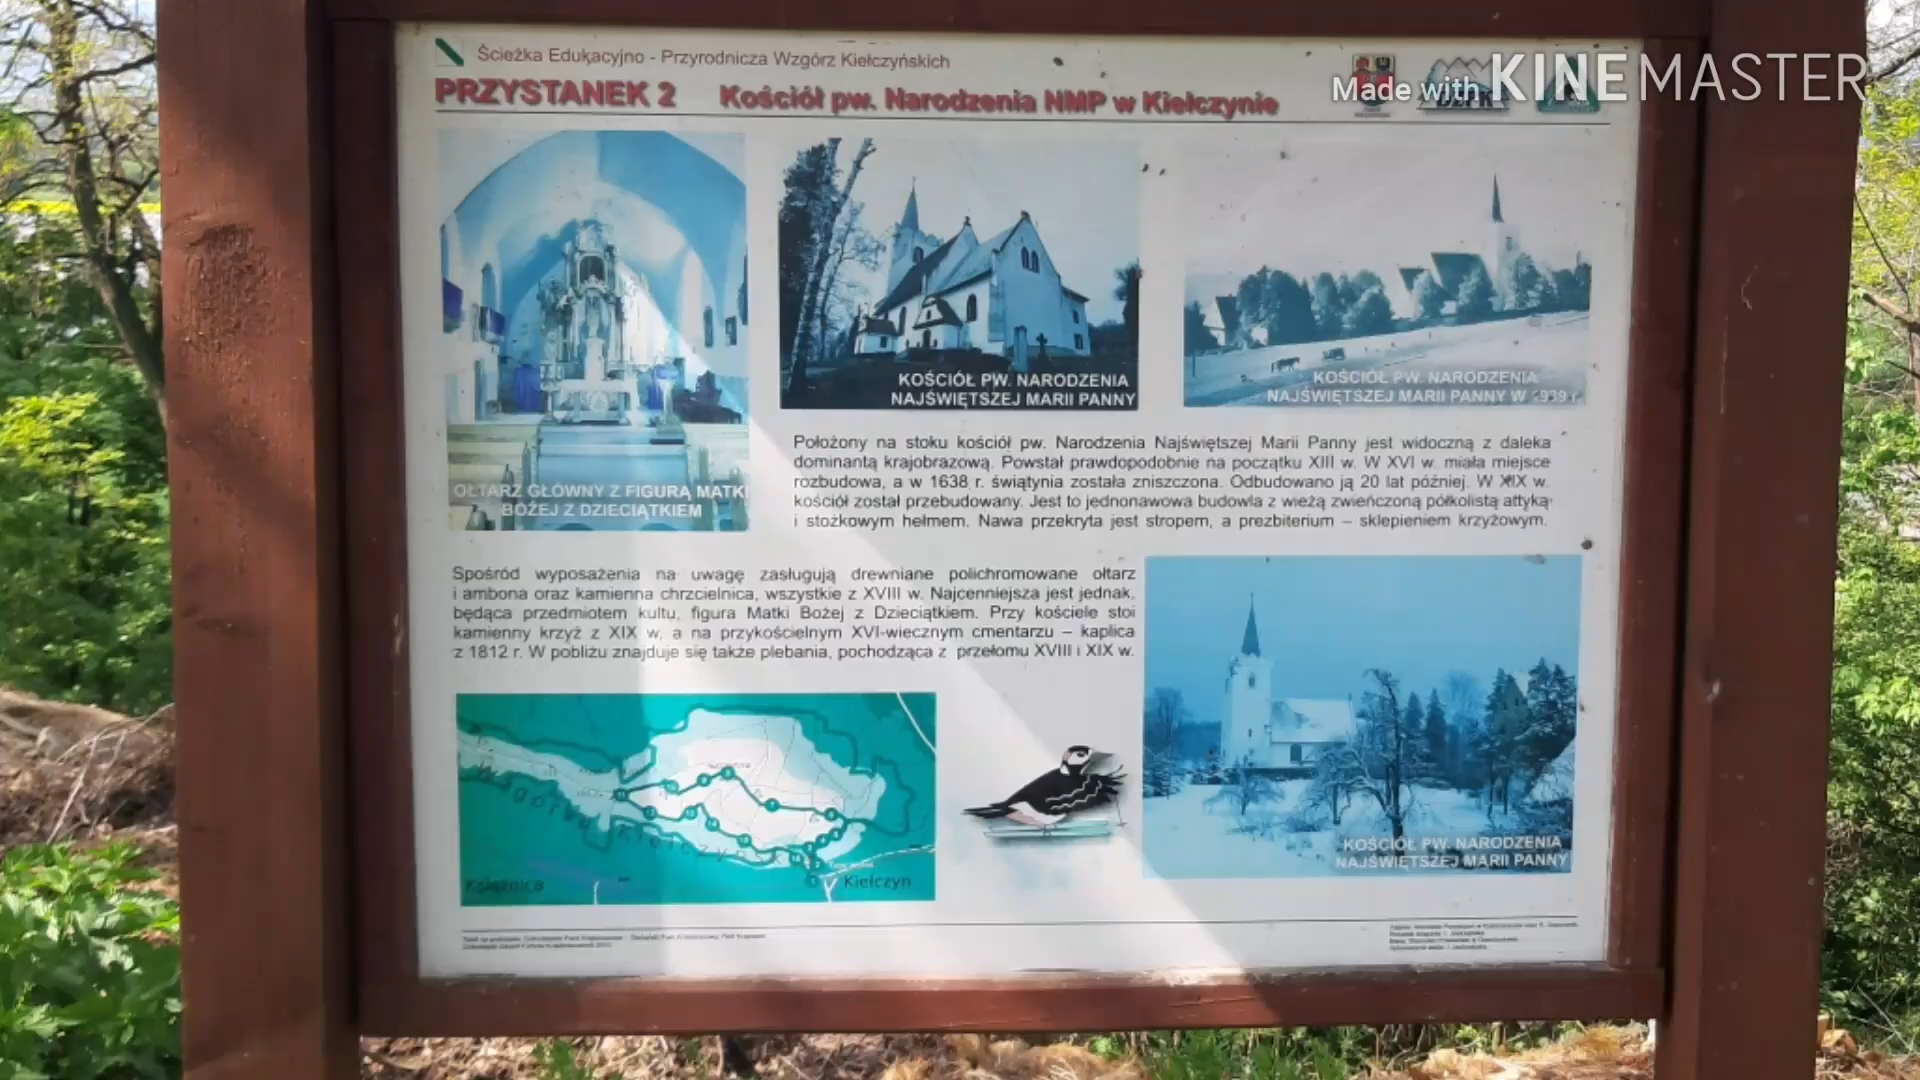 Ścieżka Edukacyjno - Przyrodnicza Wzgórz Kiełczyńskich
Made with KINEMASTER
PRZYSTANEK 2 Kościół pw. Narodzenia NMP w Kiełczynie
OŁTARZ GŁÓWNY Z FIGURĄ MATKI
BOŻEJ Z DZIECIĄTKIEM
KOŚCIÓŁ PW. NARODZENIA
NAJŚWIĘTSZEJ MARII PANNY
KOŚCIÓŁ PW. NARODZENIA
NAJŚWIĘTSZEJ MARII PANNY W 1939 r.
Położony na stoku kościół pw. Narodzenia Najświętszej Marii Panny jest widoczną z daleka
dominantą krajobrazową. Powstał prawdopodobnie na początku XIII w. W XVI w. miała miejsce
rozbudowa, a w 1638 r. świątynia została zniszczona. Odbudowano ją 20 lat później. W XIX w.
kościół został przebudowany. Jest to jednonawowa budowla z wieżą zwieńczoną półkolistą attyką
i stożkowym hełmem. Nawa przekryta jest stropem, a prezbiterium – sklepieniem krzyżowym.
Spośród wyposażenia na uwagę zasługują drewniane polichromowane ołtarz
i ambona oraz kamienna chrzcielnica, wszystkie z XVIII w. Najcenniejsza jest jednak,
będąca przedmiotem kultu, figura Matki Bożej z Dzieciątkiem. Przy kościele stoi
kamienny krzyż z XIX w, a na przykościelnym XVI-wiecznym cmentarzu – kaplica
z 1812 r. W pobliżu znajduje się także plebania, pochodząca z przełomu XVIII i XIX w.
Wzgórza Kiełczyńskie
Książnica
Kiełczyn
KOŚCIÓŁ PW. NARODZENIA
NAJŚWIĘTSZEJ MARII PANNY